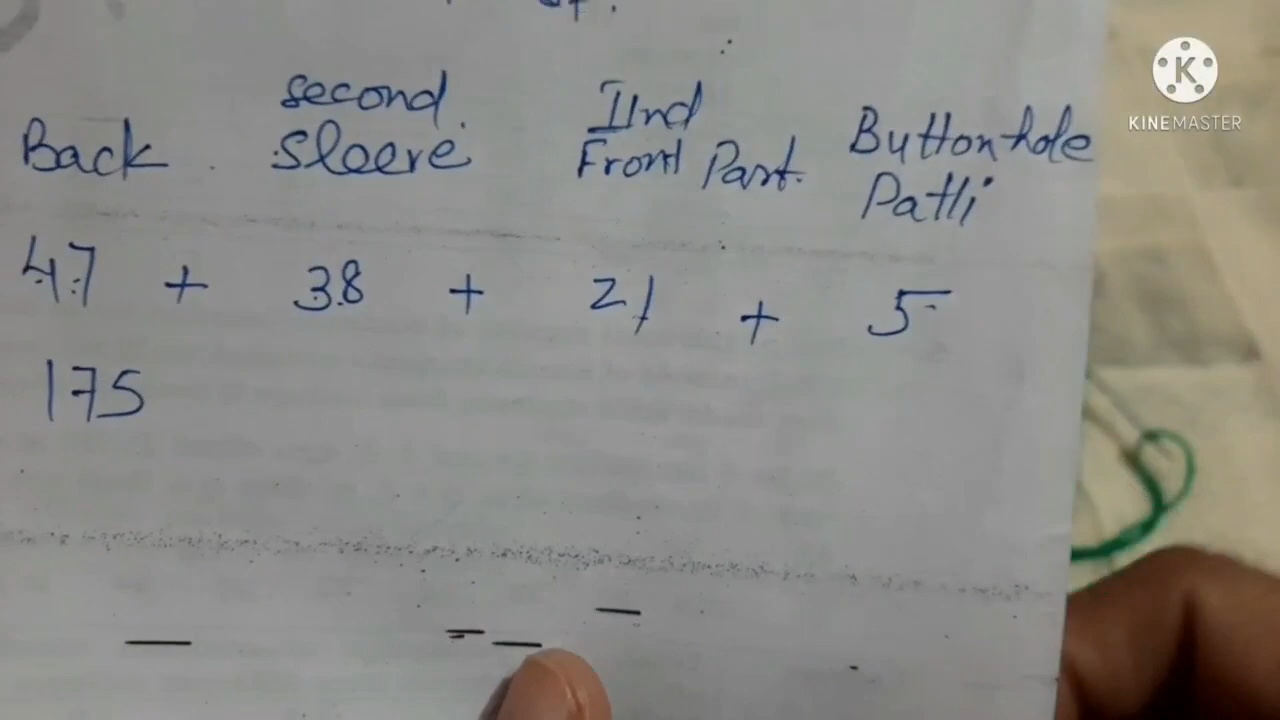 second IInd
Back . Sleeve Front Part. Buttonhole
Patli
47 + 38 + 21 + 5
175
KINEMASTER